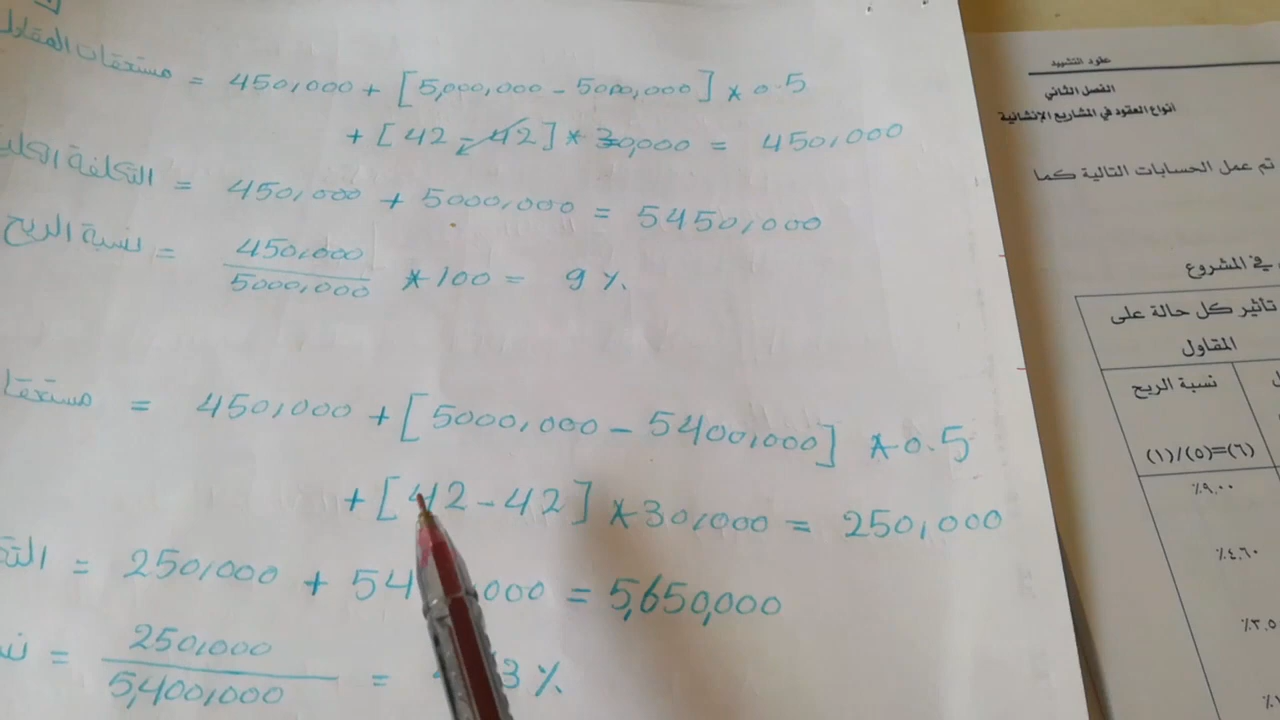 مستحقات المقاول = 450,000 + [5,000,000 - 5000,000] * 0.5
+ [42 - 42] * 30,000 = 450,000
التكلفة الكلية = 450,000 + 5000,000 = 5450,000
نسبة الربح = 450,000 / 5000,000 * 100 = 9 %
= 450,000 + [5000,000 - 5400,000] * 0.5
+ [42 - 42] * 30,000 = 250,000
= 250,000 + 54 ,000 = 5,650,000
250,000 / 5,400,000 = 3 %
عقود التشييد
الفصل الثاني
أنواع العقود في المشاريع الإنشائية
تم عمل الحسابات التالية كما
في المشروع
تأثير كل حالة على
المقاول
نسبة الربح
(٦)=(٥)/(١)
٩,٠٠٪
٤,٦٠٪
٣,٥٪